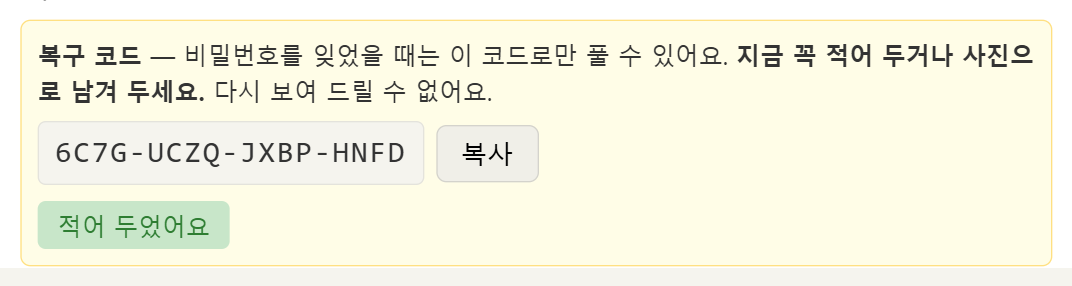 복구 코드 — 비밀번호를 잊었을 때는 이 코드로만 풀 수 있어요. 지금 꼭 적어 두거나 사진으
로 남겨 두세요. 다시 보여 드릴 수 없어요.
6C7G-UCZQ-JXBP-HNFD 복사
적어 두었어요